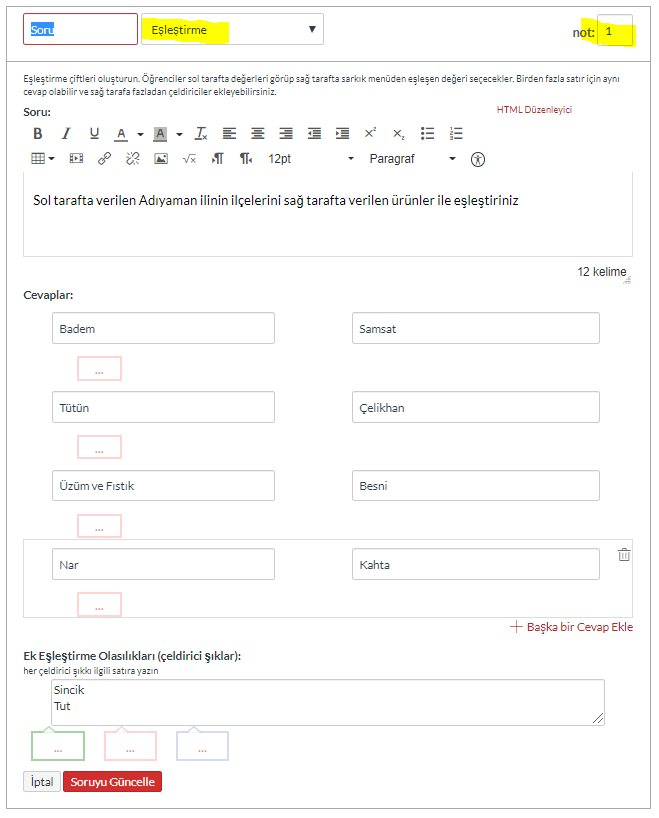 Soru
Eşleştirme
not: 1
Eşleştirme çiftleri oluşturun. Öğrenciler sol tarafta değerleri görüp sağ tarafta sarkık menüden eşleşen değeri seçecekler. Birden fazla satır için aynı
cevap olabilir ve sağ tarafa fazladan çeldiriciler ekleyebilirsiniz.
Soru:
HTML Düzenleyici
12pt
Paragraf
Sol tarafta verilen Adıyaman ilinin ilçelerini sağ tarafta verilen ürünler ile eşleştiriniz
12 kelime
Cevaplar:
Badem
Samsat
...
Tütün
Çelikhan
...
Üzüm ve Fıstık
Besni
...
Nar
Kahta
...
Başka bir Cevap Ekle
Ek Eşleştirme Olasılıkları (çeldirici şıklar):
her çeldirici şıkkı ilgili satıra yazın
Sincik
Tut
... ... ...
İptal
Soruyu Güncelle